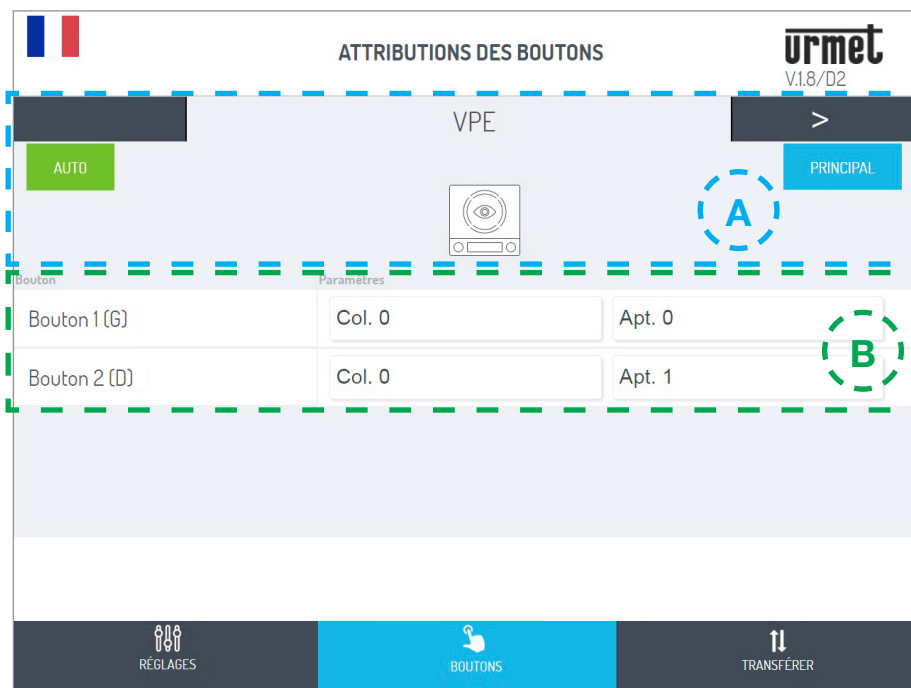 ATTRIBUTIONS DES BOUTONS
urmet
V.1.8/D2
VPE
>
AUTO
PRINCIPAL
A
Bouton
Paramètres
Bouton 1 (G)
Col. 0
Apt. 0
B
Bouton 2 (D)
Col. 0
Apt. 1
RÉGLAGES
BOUTONS
TRANSFÉRER